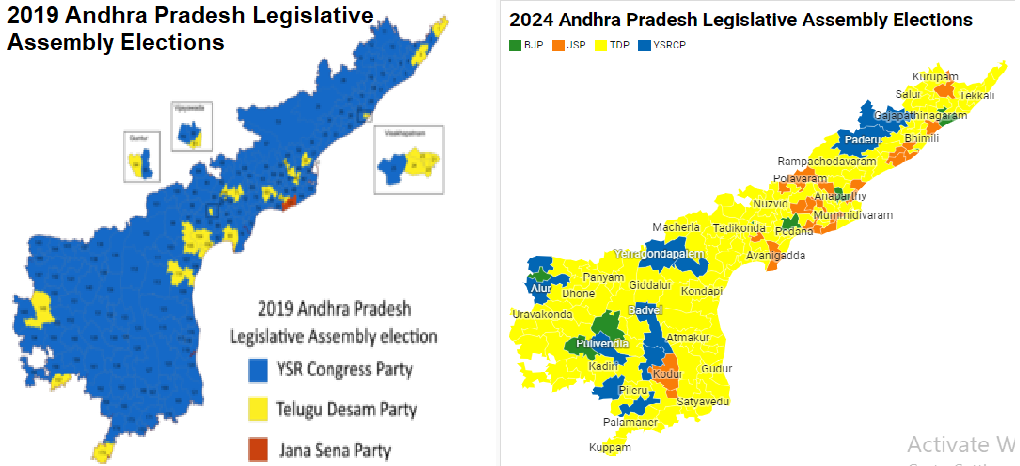 2019 Andhra Pradesh Legislative
Assembly Elections
Vijayawada
Guntur
Visakhapatnam
2019 Andhra Pradesh
Legislative Assembly election
YSR Congress Party
Telugu Desam Party
Jana Sena Party
2024 Andhra Pradesh Legislative Assembly Elections
BJP JSP TDP YSRCP
Kurupam
Salur
Tekkali
Gajapathinagaram
Paderu
Bhimili
Rampachodavaram
Polavaram
Anaparthy
Nuzvid
Mummidivaram
Macherla
Tadikonda
Pedana
Avanigadda
Yerragondapalem
Panyam
Giddalur
Alur
Dhone
Kondapi
Uravakonda
Badvel
Atmakur
Pulivendla
Kadiri
Kodur
Gudur
Pileru
Satyavedu
Palamaner
Kuppam
Activate W